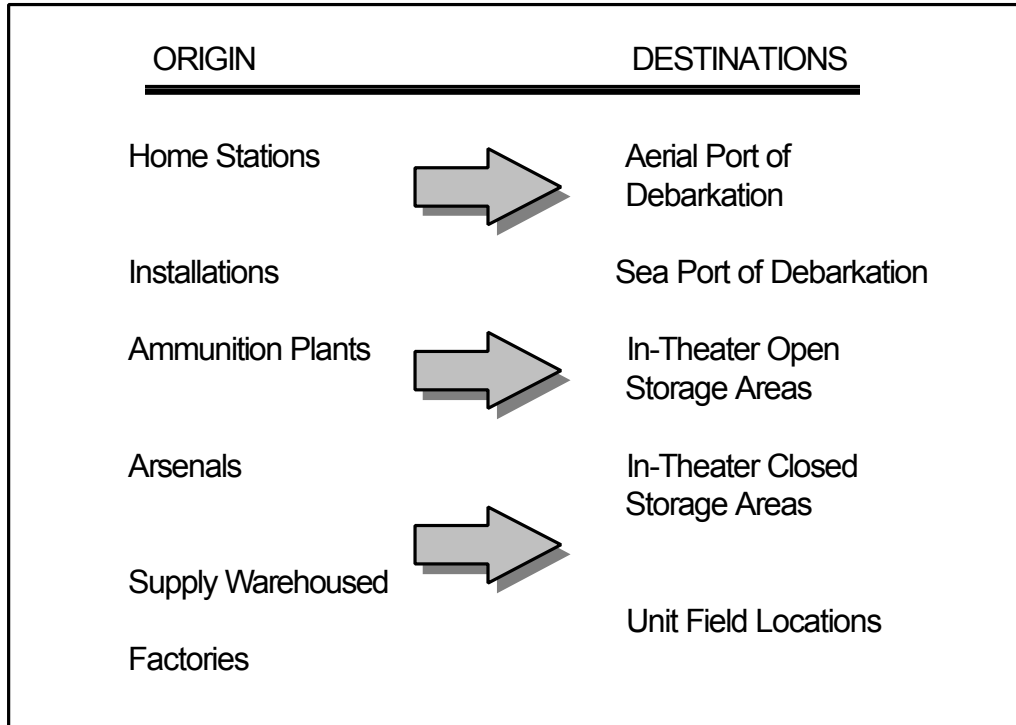 ORIGIN
DESTINATIONS
Home Stations
Aerial Port of
Debarkation
Installations
Sea Port of Debarkation
Ammunition Plants
In-Theater Open
Storage Areas
Arsenals
In-Theater Closed
Storage Areas
Supply Warehoused
Unit Field Locations
Factories